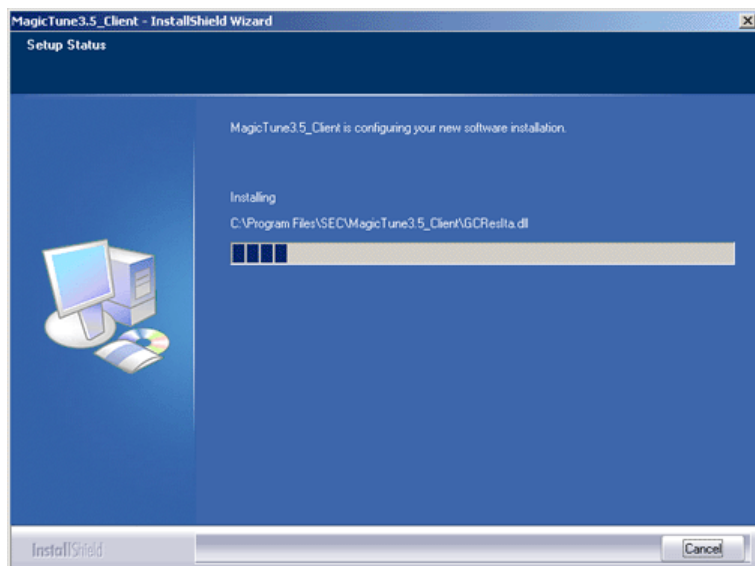 MagicTune3.5_Client - InstallShield Wizard
Setup Status
MagicTune3.5_Client is configuring your new software installation.
Installing
C:\Program Files\SEC\MagicTune3.5_Client\GCResIta.dll
InstallShield
Cancel